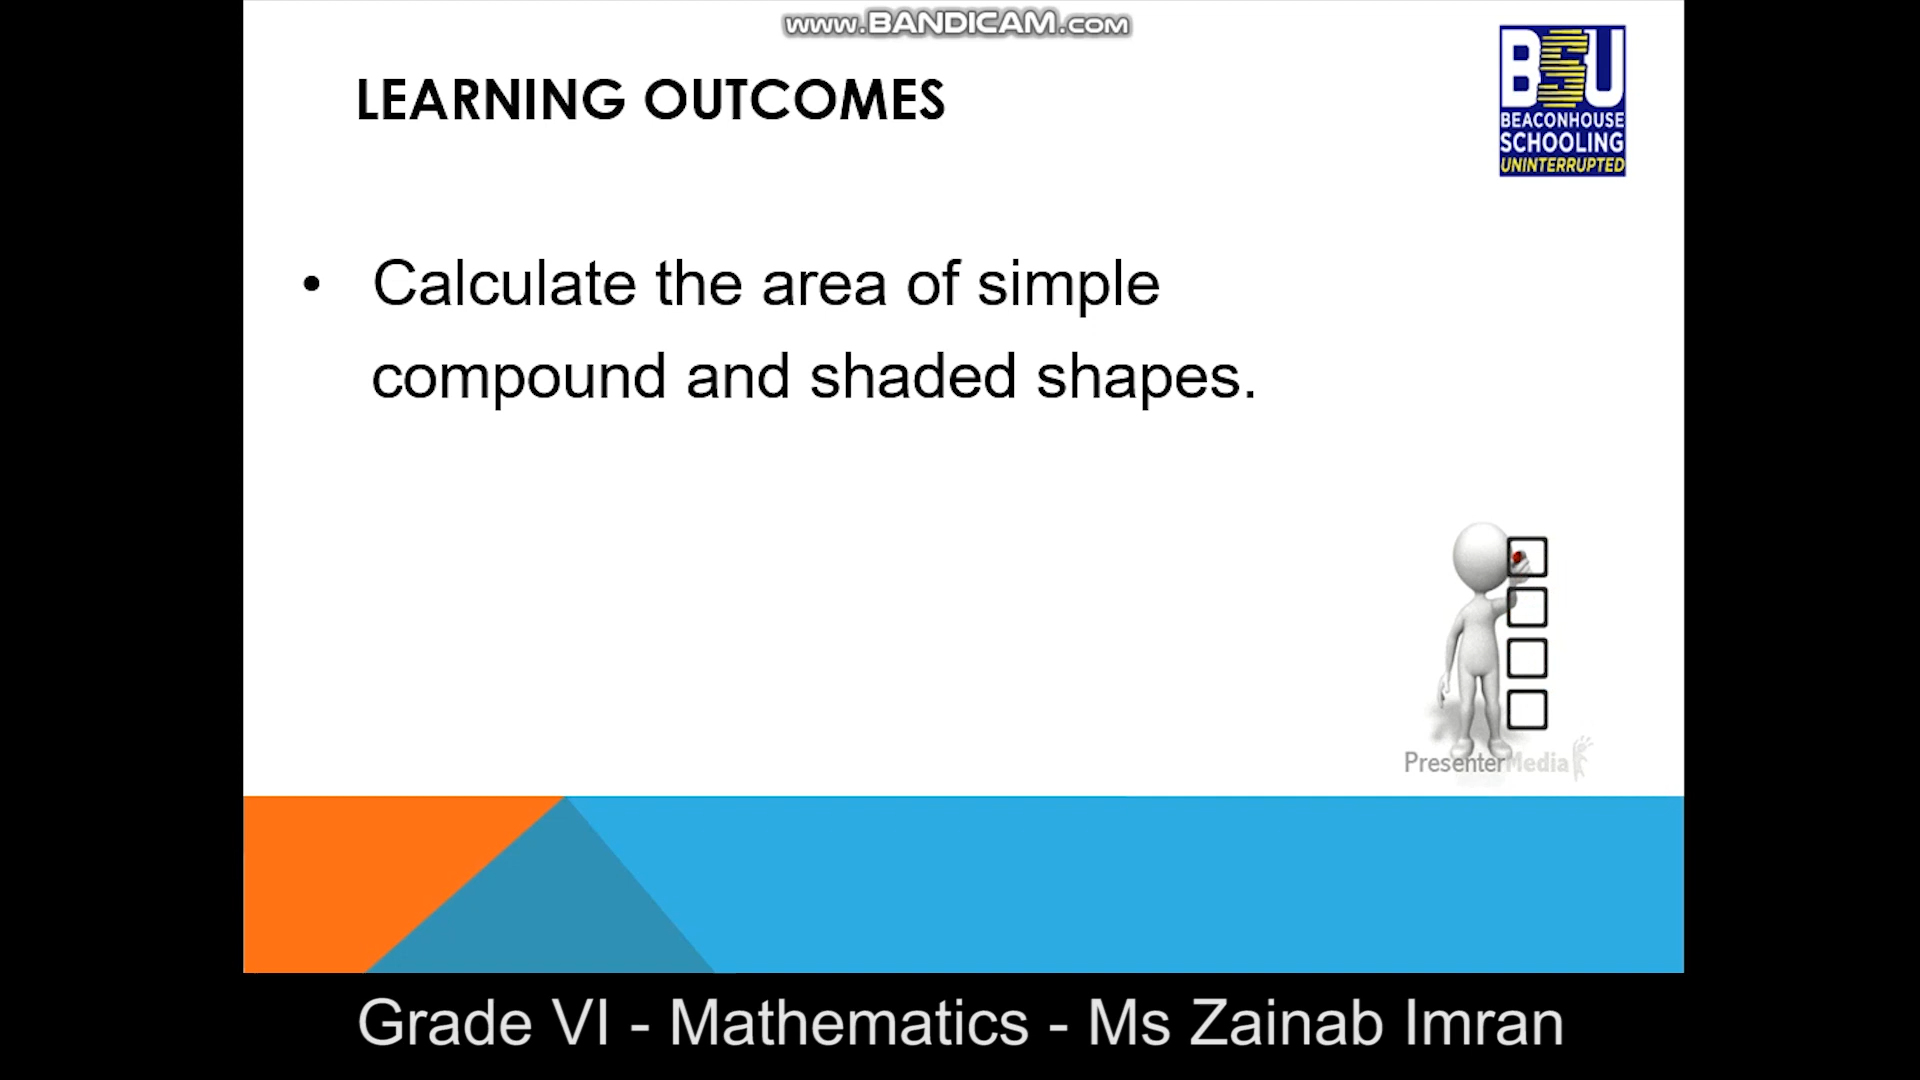 www.BANDICAM.com
LEARNING OUTCOMES
BSU
BEACONHOUSE
SCHOOLING
UNINTERRUPTED
• Calculate the area of simple
compound and shaded shapes.
PresenterMedia
Grade VI - Mathematics - Ms Zainab Imran